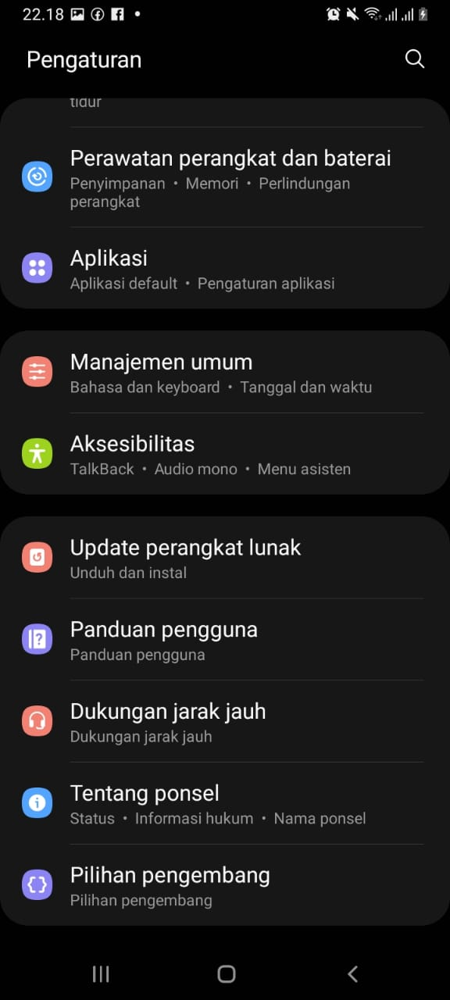 22.18
Pengaturan
tidur
Perawatan perangkat dan baterai
Penyimpanan • Memori • Perlindungan
perangkat
Aplikasi
Aplikasi default • Pengaturan aplikasi
Manajemen umum
Bahasa dan keyboard • Tanggal dan waktu
Aksesibilitas
TalkBack • Audio mono • Menu asisten
Update perangkat lunak
Unduh dan instal
Panduan pengguna
Panduan pengguna
Dukungan jarak jauh
Dukungan jarak jauh
Tentang ponsel
Status • Informasi hukum • Nama ponsel
Pilihan pengembang
Pilihan pengembang